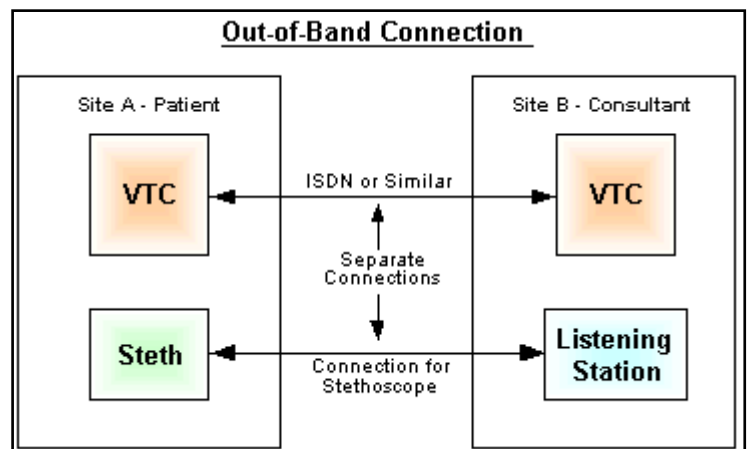 Out-of-Band Connection
Site A - Patient
Site B - Consultant
VTC
ISDN or Similar
VTC
Separate
Connections
Steth
Connection for
Stethoscope
Listening
Station